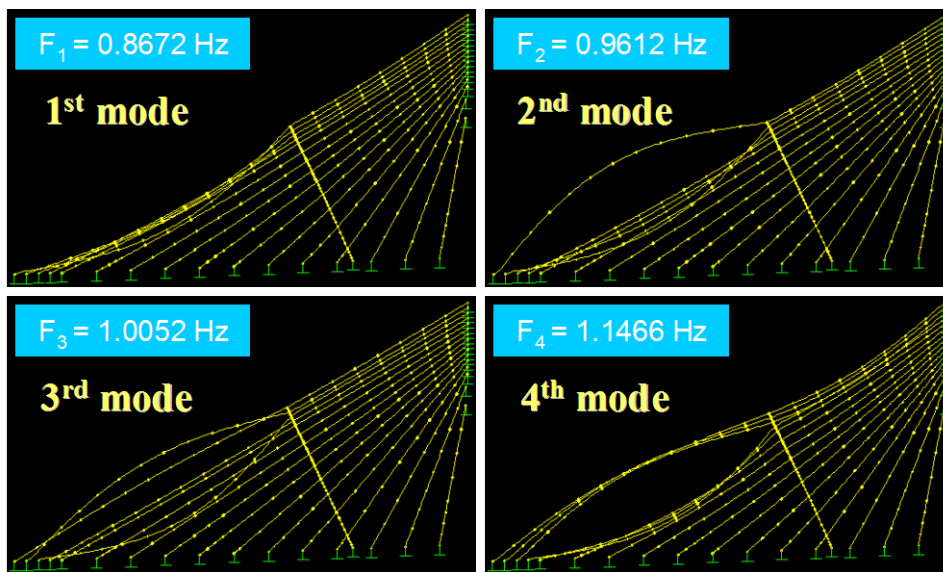 F₁ = 0.8672 Hz
1st mode
F₂ = 0.9612 Hz
2nd mode
F₃ = 1.0052 Hz
3rd mode
F₄ = 1.1466 Hz
4th mode